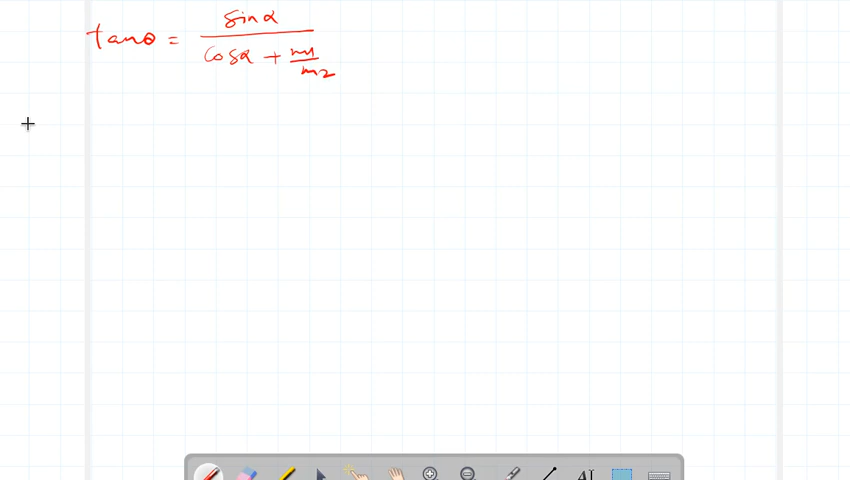 tanθ = sinα / (cosα + m1/m2)